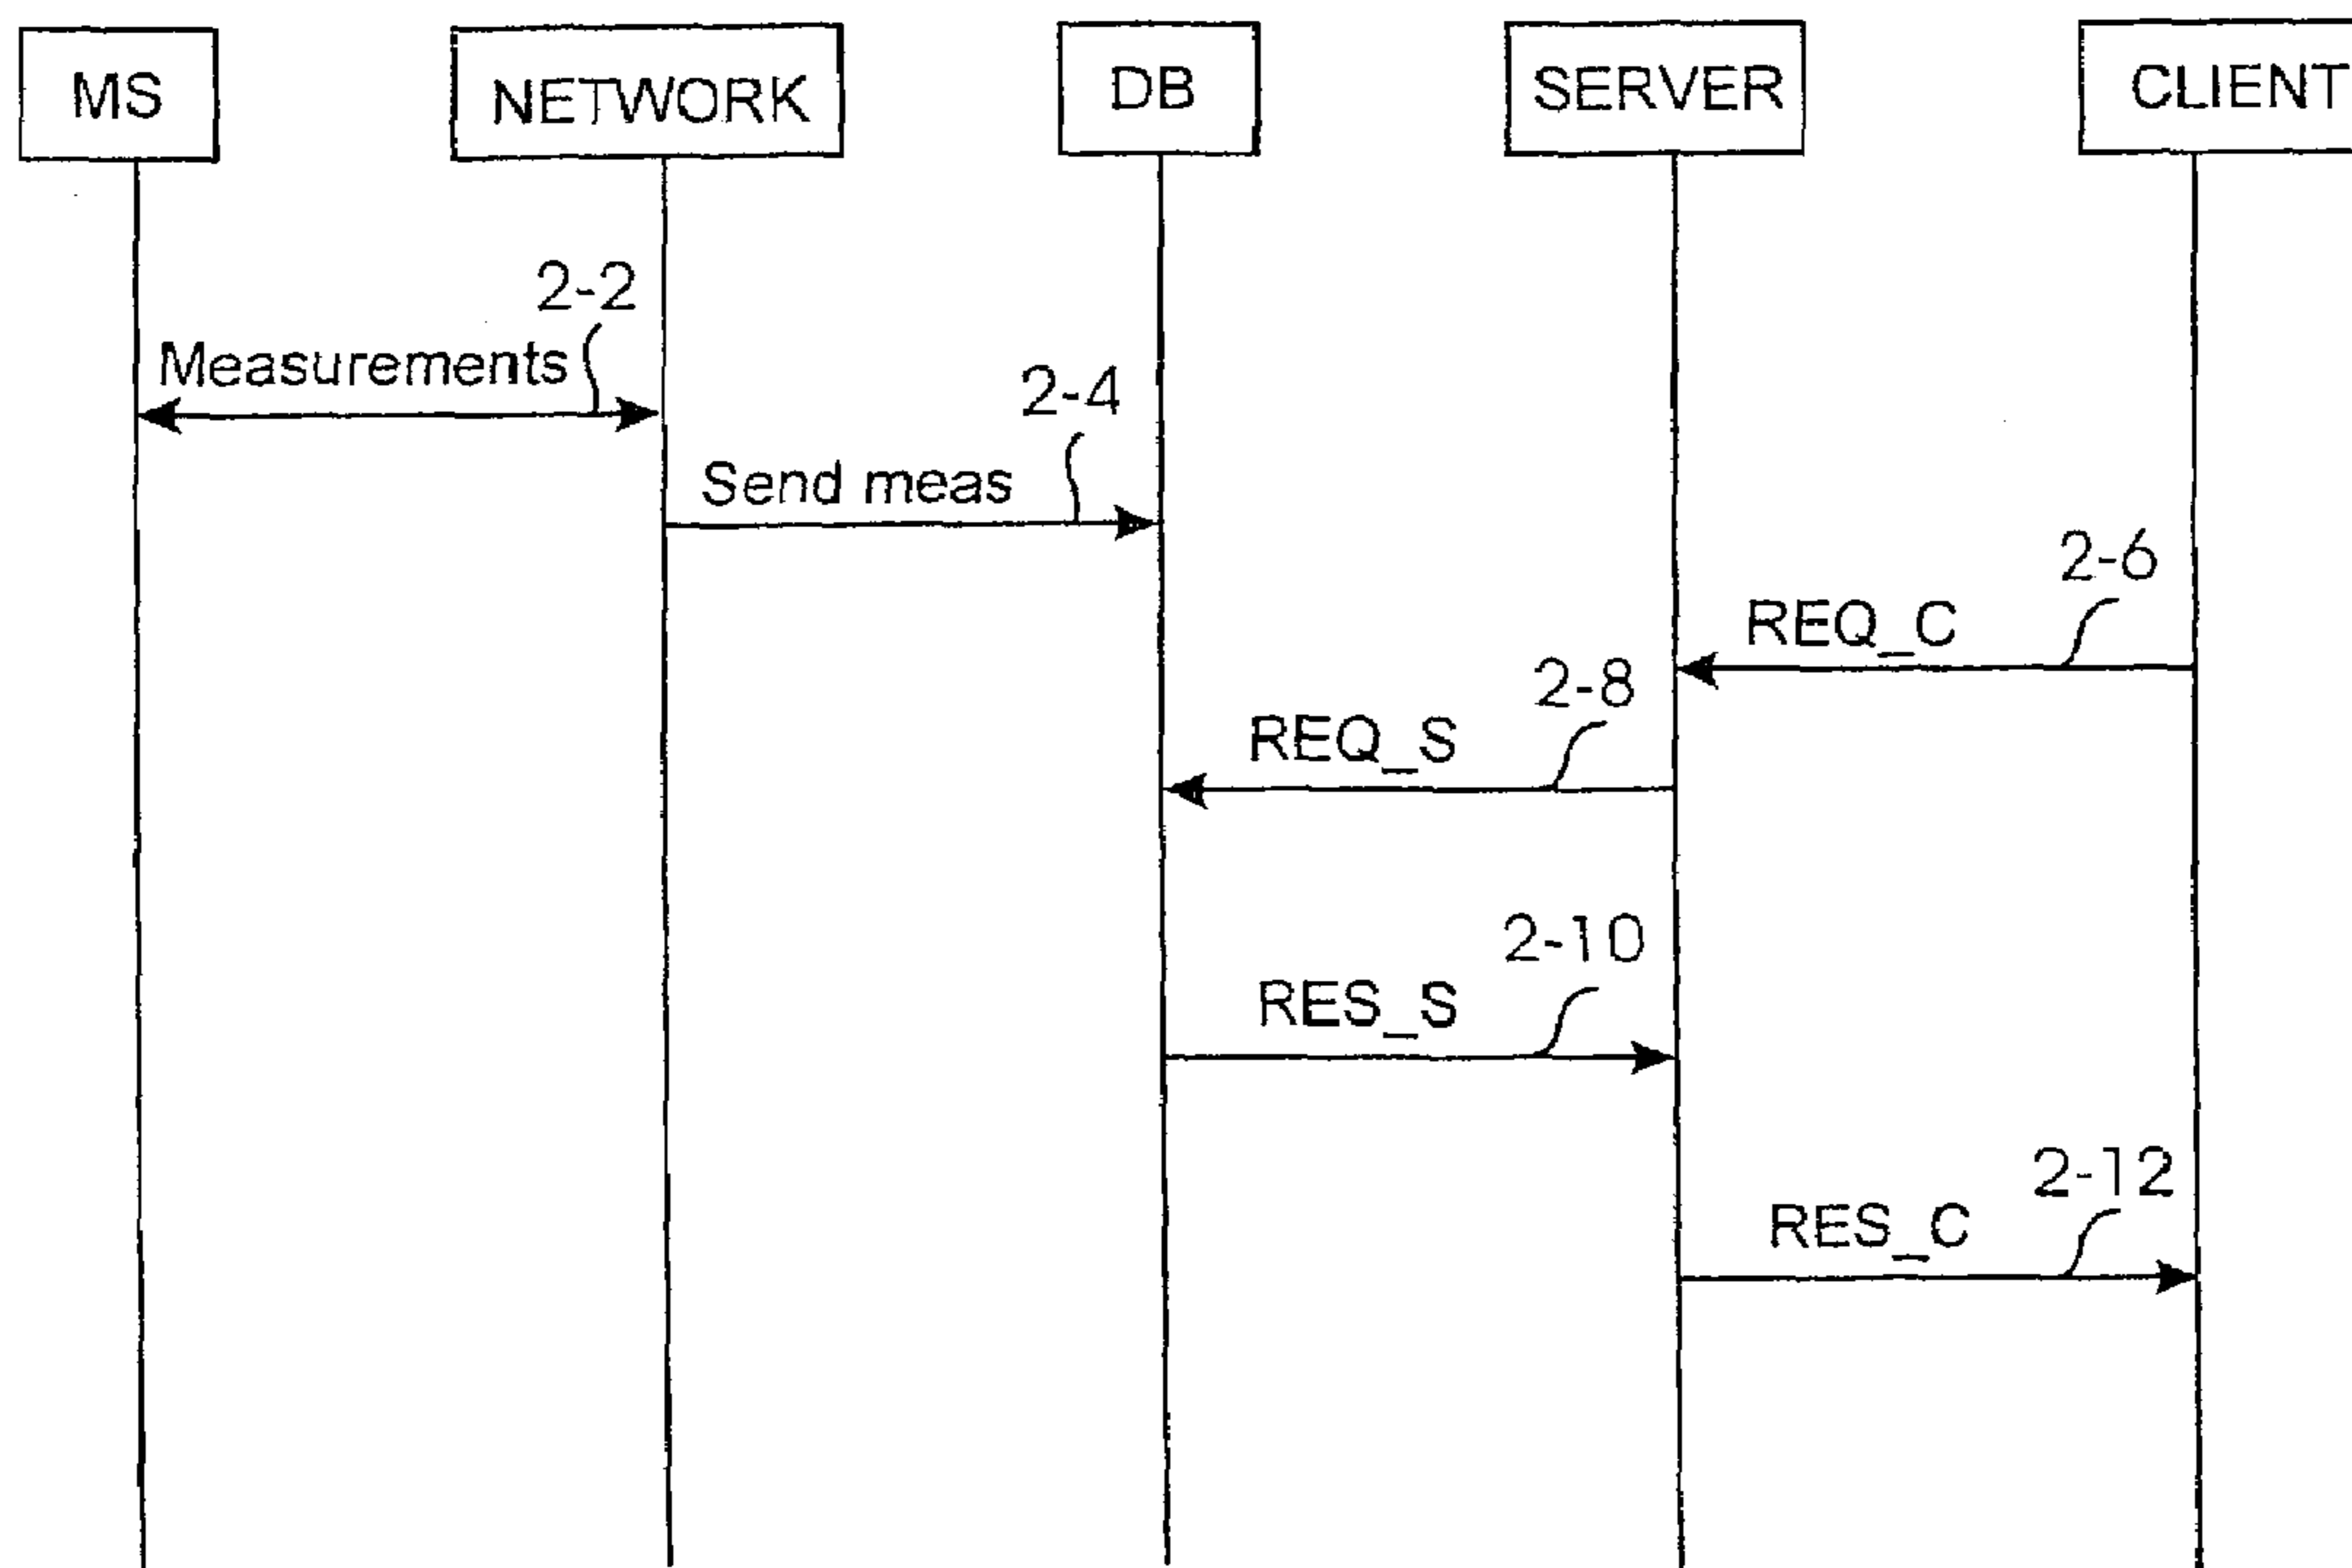 MS
NETWORK
DB
SERVER
CLIENT
2-2
Measurements
2-4
Send meas
2-6
REQ_C
2-8
REQ_S
2-10
RES_S
2-12
RES_C